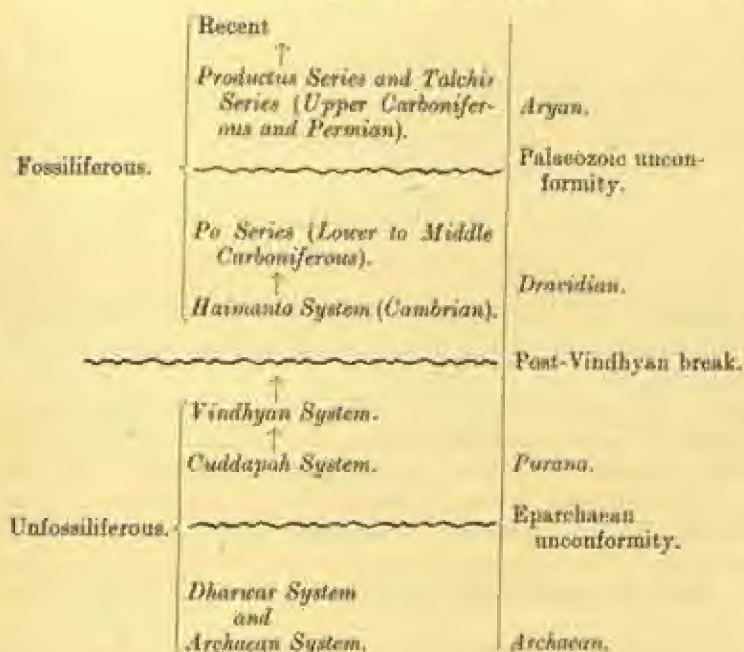 Recent
↑
Productus Series and Talchir
Series (Upper Carbonifer-
ous and Permian).
Aryan.
Fossiliferous.
Palaeozoic uncon-
formity.
Po Series (Lower to Middle
Carboniferous).
↑
Dravidian.
Haimanta System (Cambrian).
Post-Vindhyan break.
↑
Vindhyan System.
↑
Cuddapah System.
Purana.
Unfossiliferous.
Eparchaean
unconformity.
Dharwar System
and
Archaean System.
Archaean.